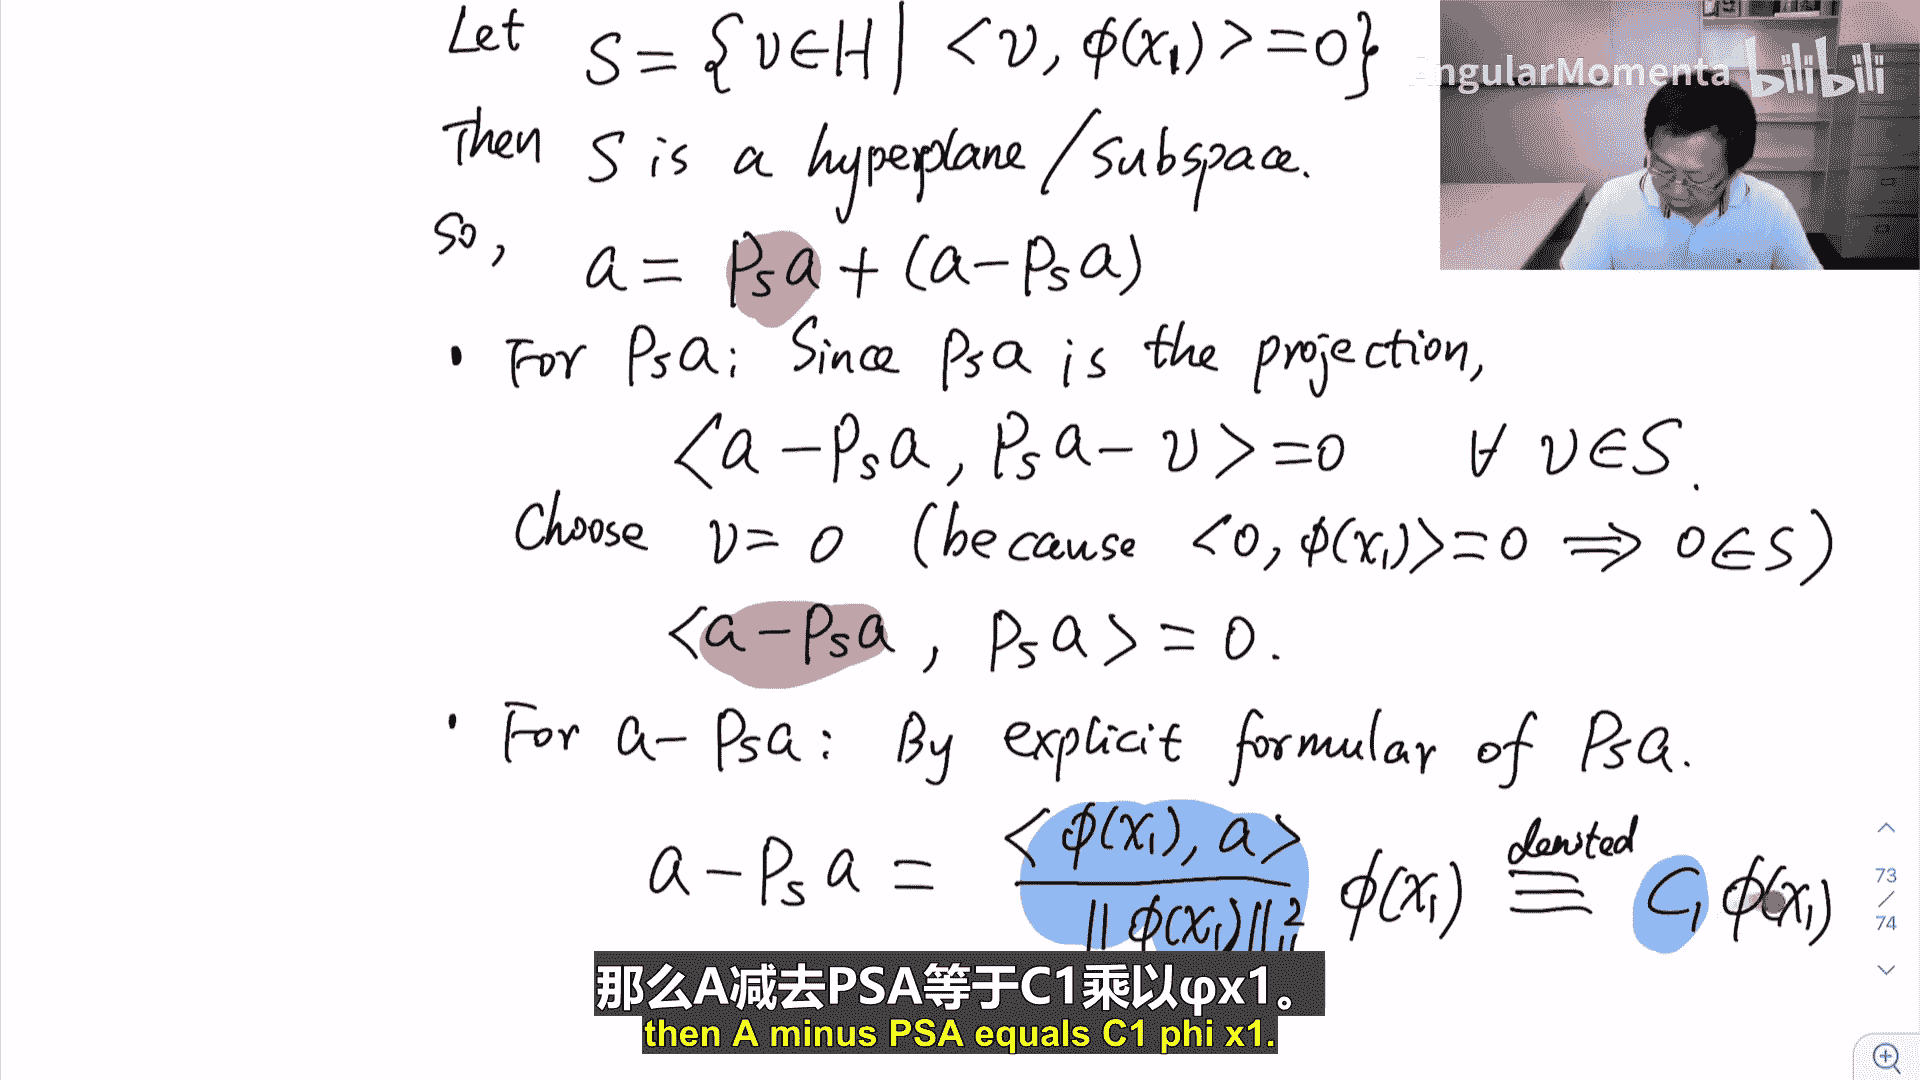 Let S = {v∈H | <v, φ(x₁)>=0}
AngularMomenta bilibili
Then S is a hyperplane/subspace.
So, a = Psa + (a-Psa)
• For Psa: Since Psa is the projection,
<a-Psa, Psa-v>=0 ∀ v∈S.
Choose v=0 (because <0, φ(x₁)>=0 ⇒ 0∈S)
<a-Psa, Psa>=0.
• For a-Psa: By explicit formular of Psa.
a-Psa = <φ(x₁), a> / ||φ(x₁)||² φ(x₁) ≡ denoted C₁ φ(x₁)
73
/
74
那么A减去PSA等于C1乘以φx1。
then A minus PSA equals C1 phi x1.